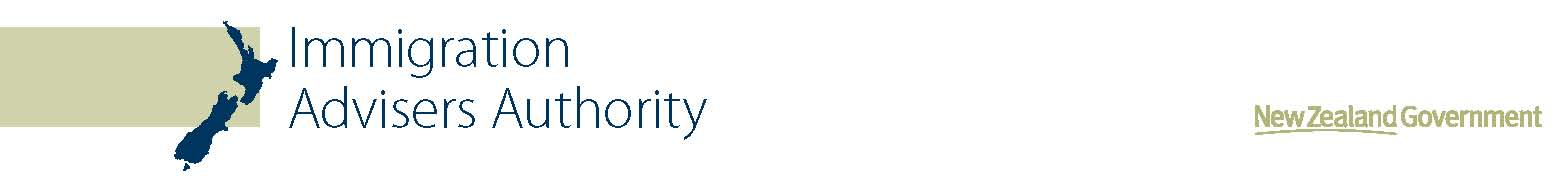 Immigration
Advisers Authority
New Zealand Government